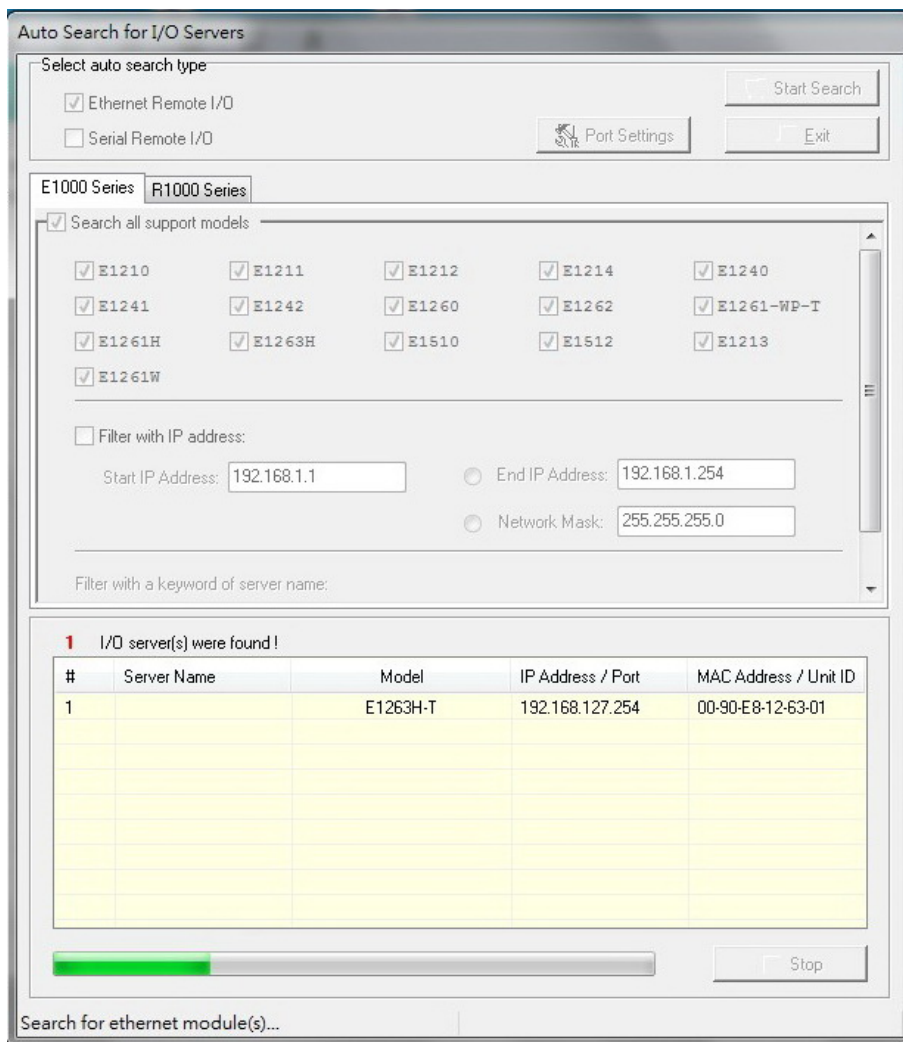 Auto Search for I/O Servers
Select auto search type
Ethernet Remote I/O
Start Search
Serial Remote I/O
Port Settings
Exit
E1000 Series
R1000 Series
Search all support models
E1210 E1211 E1212 E1214 E1240
E1241 E1242 E1260 E1262 E1261-WP-T
E1261H E1263H E1510 E1512 E1213
E1261W
Filter with IP address:
Start IP Address: 192.168.1.1 End IP Address: 192.168.1.254
Network Mask: 255.255.255.0
Filter with a keyword of server name:
1 I/O server(s) were found !
# Server Name Model IP Address / Port MAC Address / Unit ID
1 E1263H-T 192.168.127.254 00-90-E8-12-63-01
Stop
Search for ethernet module(s)...